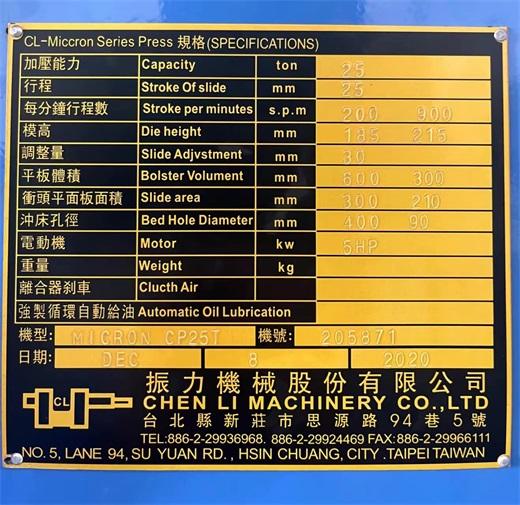 CL-Miccron Series Press 規格(SPECIFICATIONS)
加壓能力 Capacity ton 25
行程 Stroke Of slide mm 25
每分鐘行程數 Stroke per minutes s.p.m 200 900
模高 Die height mm 185 215
調整量 Slide Adjvstment mm 30
平板體積 Bolster Volument mm 600 300
衝頭平面板面積 Slide area mm 300 210
沖床孔徑 Bed Hole Diameter mm 400 90
電動機 Motor kw 5HP
重量 Weight kg
離合器剎車 Clucth Air
強製循環自動給油 Automatic Oil Lubrication
機型: MICRON CP25T 機號: 205871
日期: DEC 8 2020
CL 振力機械股份有限公司
CHEN LI MACHINERY CO.,LTD
台北縣新莊市思源路94巷5號
TEL:886-2-29936968. 886-2-29924469 FAX:886-2-29966111
NO. 5, LANE 94, SU YUAN RD. , HSIN CHUANG, CITY .TAIPEI TAIWAN